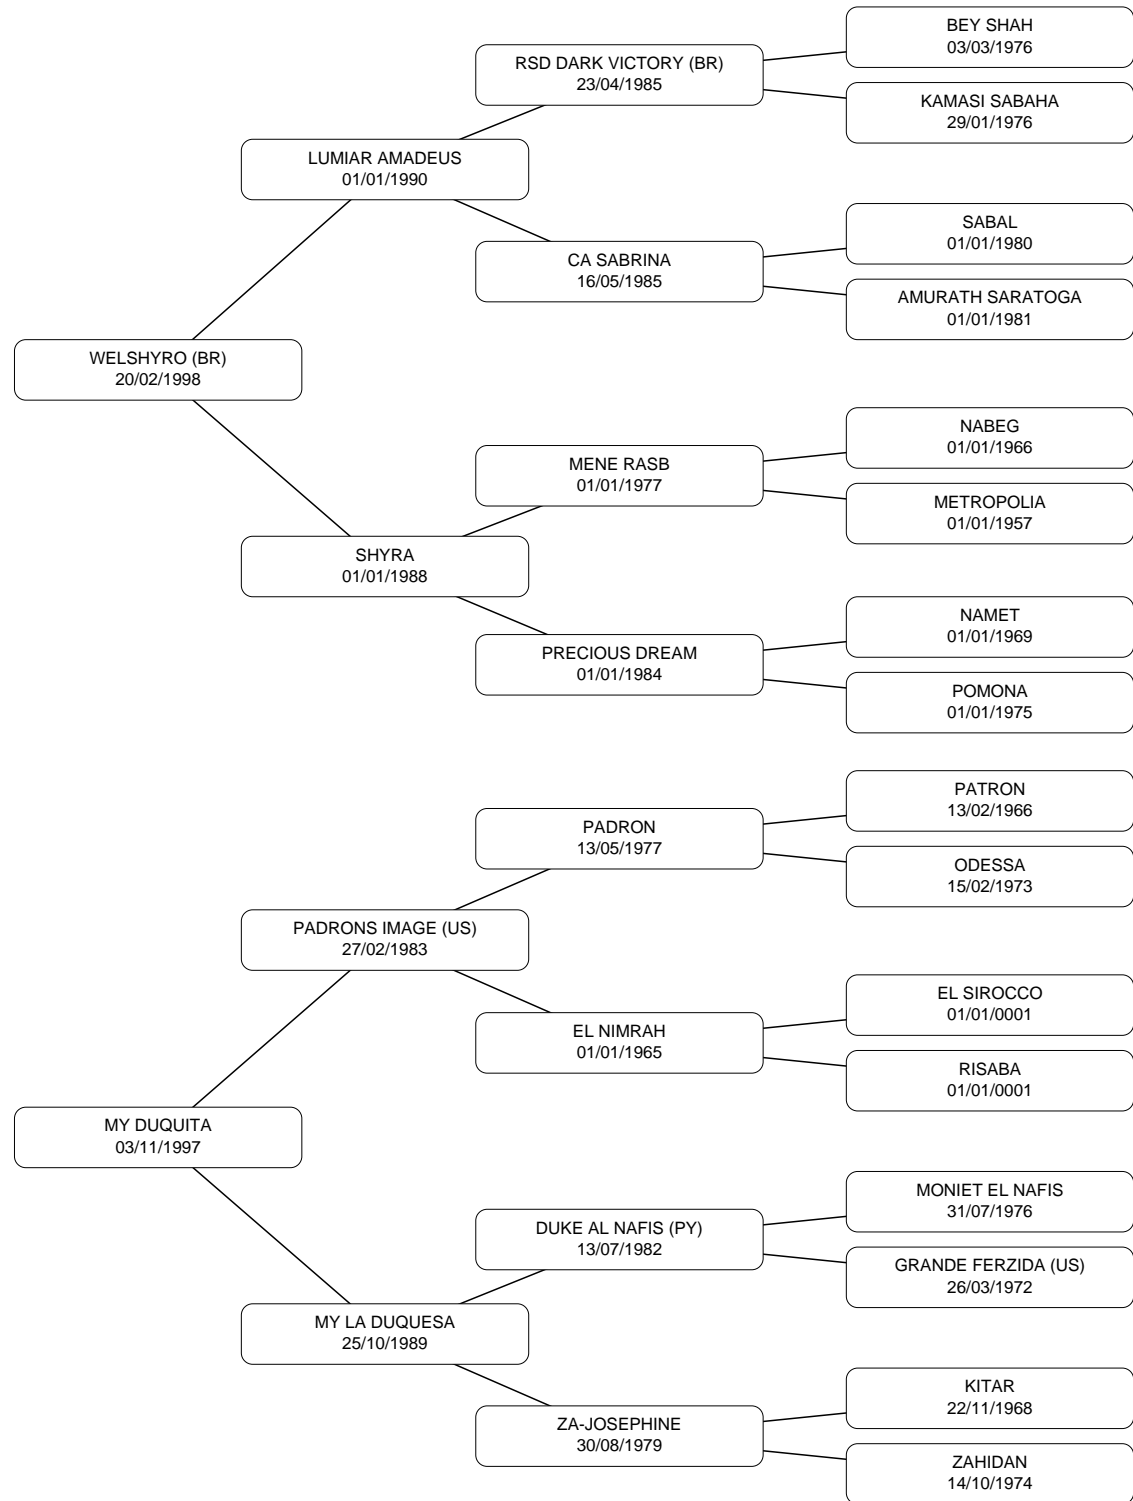 BEY SHAH
03/03/1976
RSD DARK VICTORY (BR)
23/04/1985
KAMASI SABAHA
29/01/1976
LUMIAR AMADEUS
01/01/1990
SABAL
01/01/1980
CA SABRINA
16/05/1985
AMURATH SARATOGA
01/01/1981
WELSHYRO (BR)
20/02/1998
NABEG
01/01/1966
MENE RASB
01/01/1977
METROPOLIA
01/01/1957
SHYRA
01/01/1988
NAMET
01/01/1969
PRECIOUS DREAM
01/01/1984
POMONA
01/01/1975
PATRON
13/02/1966
PADRON
13/05/1977
ODESSA
15/02/1973
PADRONS IMAGE (US)
27/02/1983
EL SIROCCO
01/01/0001
EL NIMRAH
01/01/1965
RISABA
01/01/0001
MY DUQUITA
03/11/1997
MONIET EL NAFIS
31/07/1976
DUKE AL NAFIS (PY)
13/07/1982
GRANDE FERZIDA (US)
26/03/1972
MY LA DUQUESA
25/10/1989
KITAR
22/11/1968
ZA-JOSEPHINE
30/08/1979
ZAHIDAN
14/10/1974